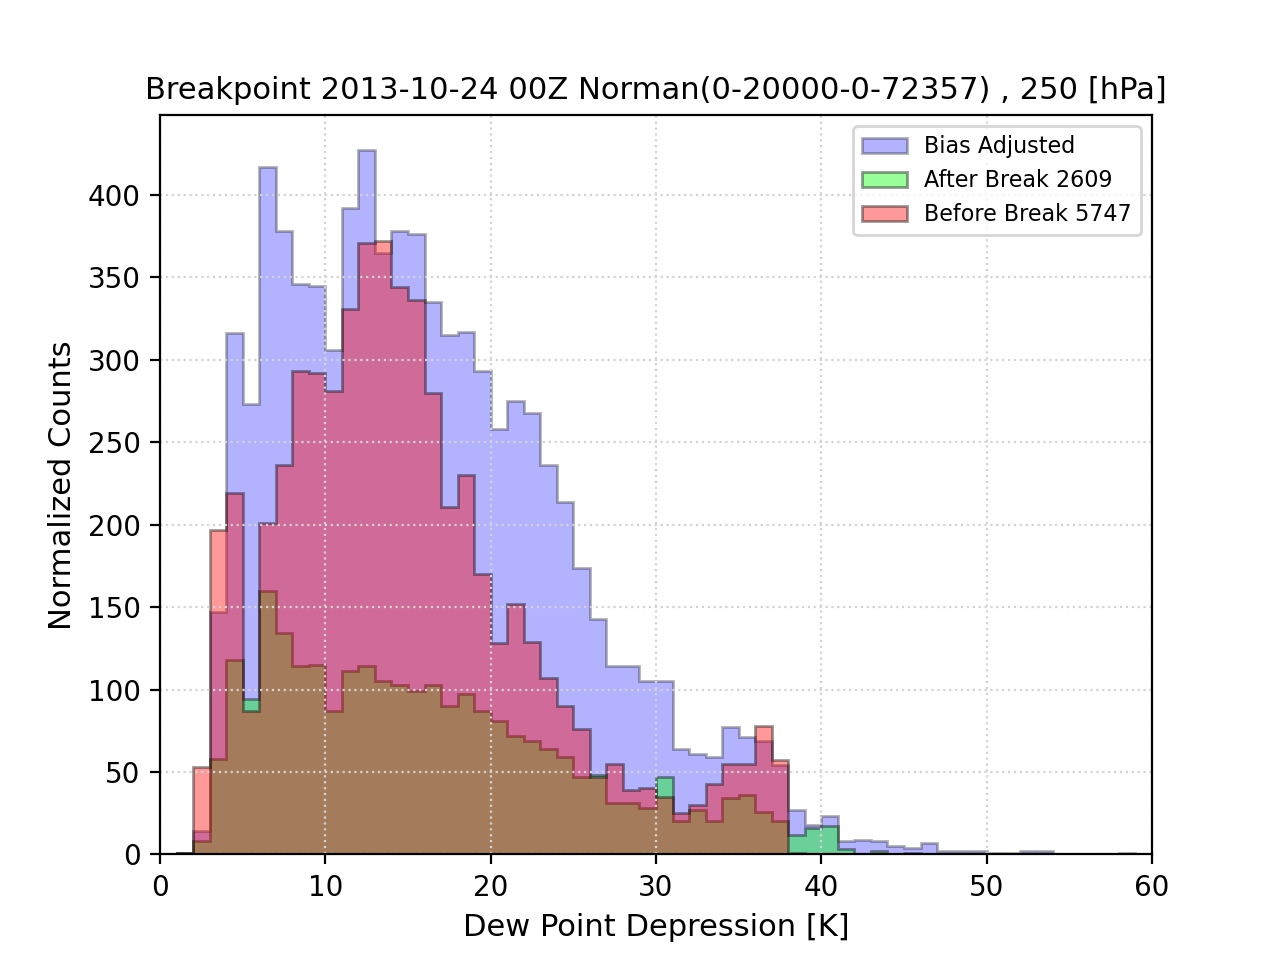 Breakpoint 2013-10-24 00Z Norman(0-20000-0-72357) , 250 [hPa]
Bias Adjusted
After Break 2609
Before Break 5747
Normalized Counts
400
350
300
250
200
150
100
50
0
0 10 20 30 40 50 60
Dew Point Depression [K]